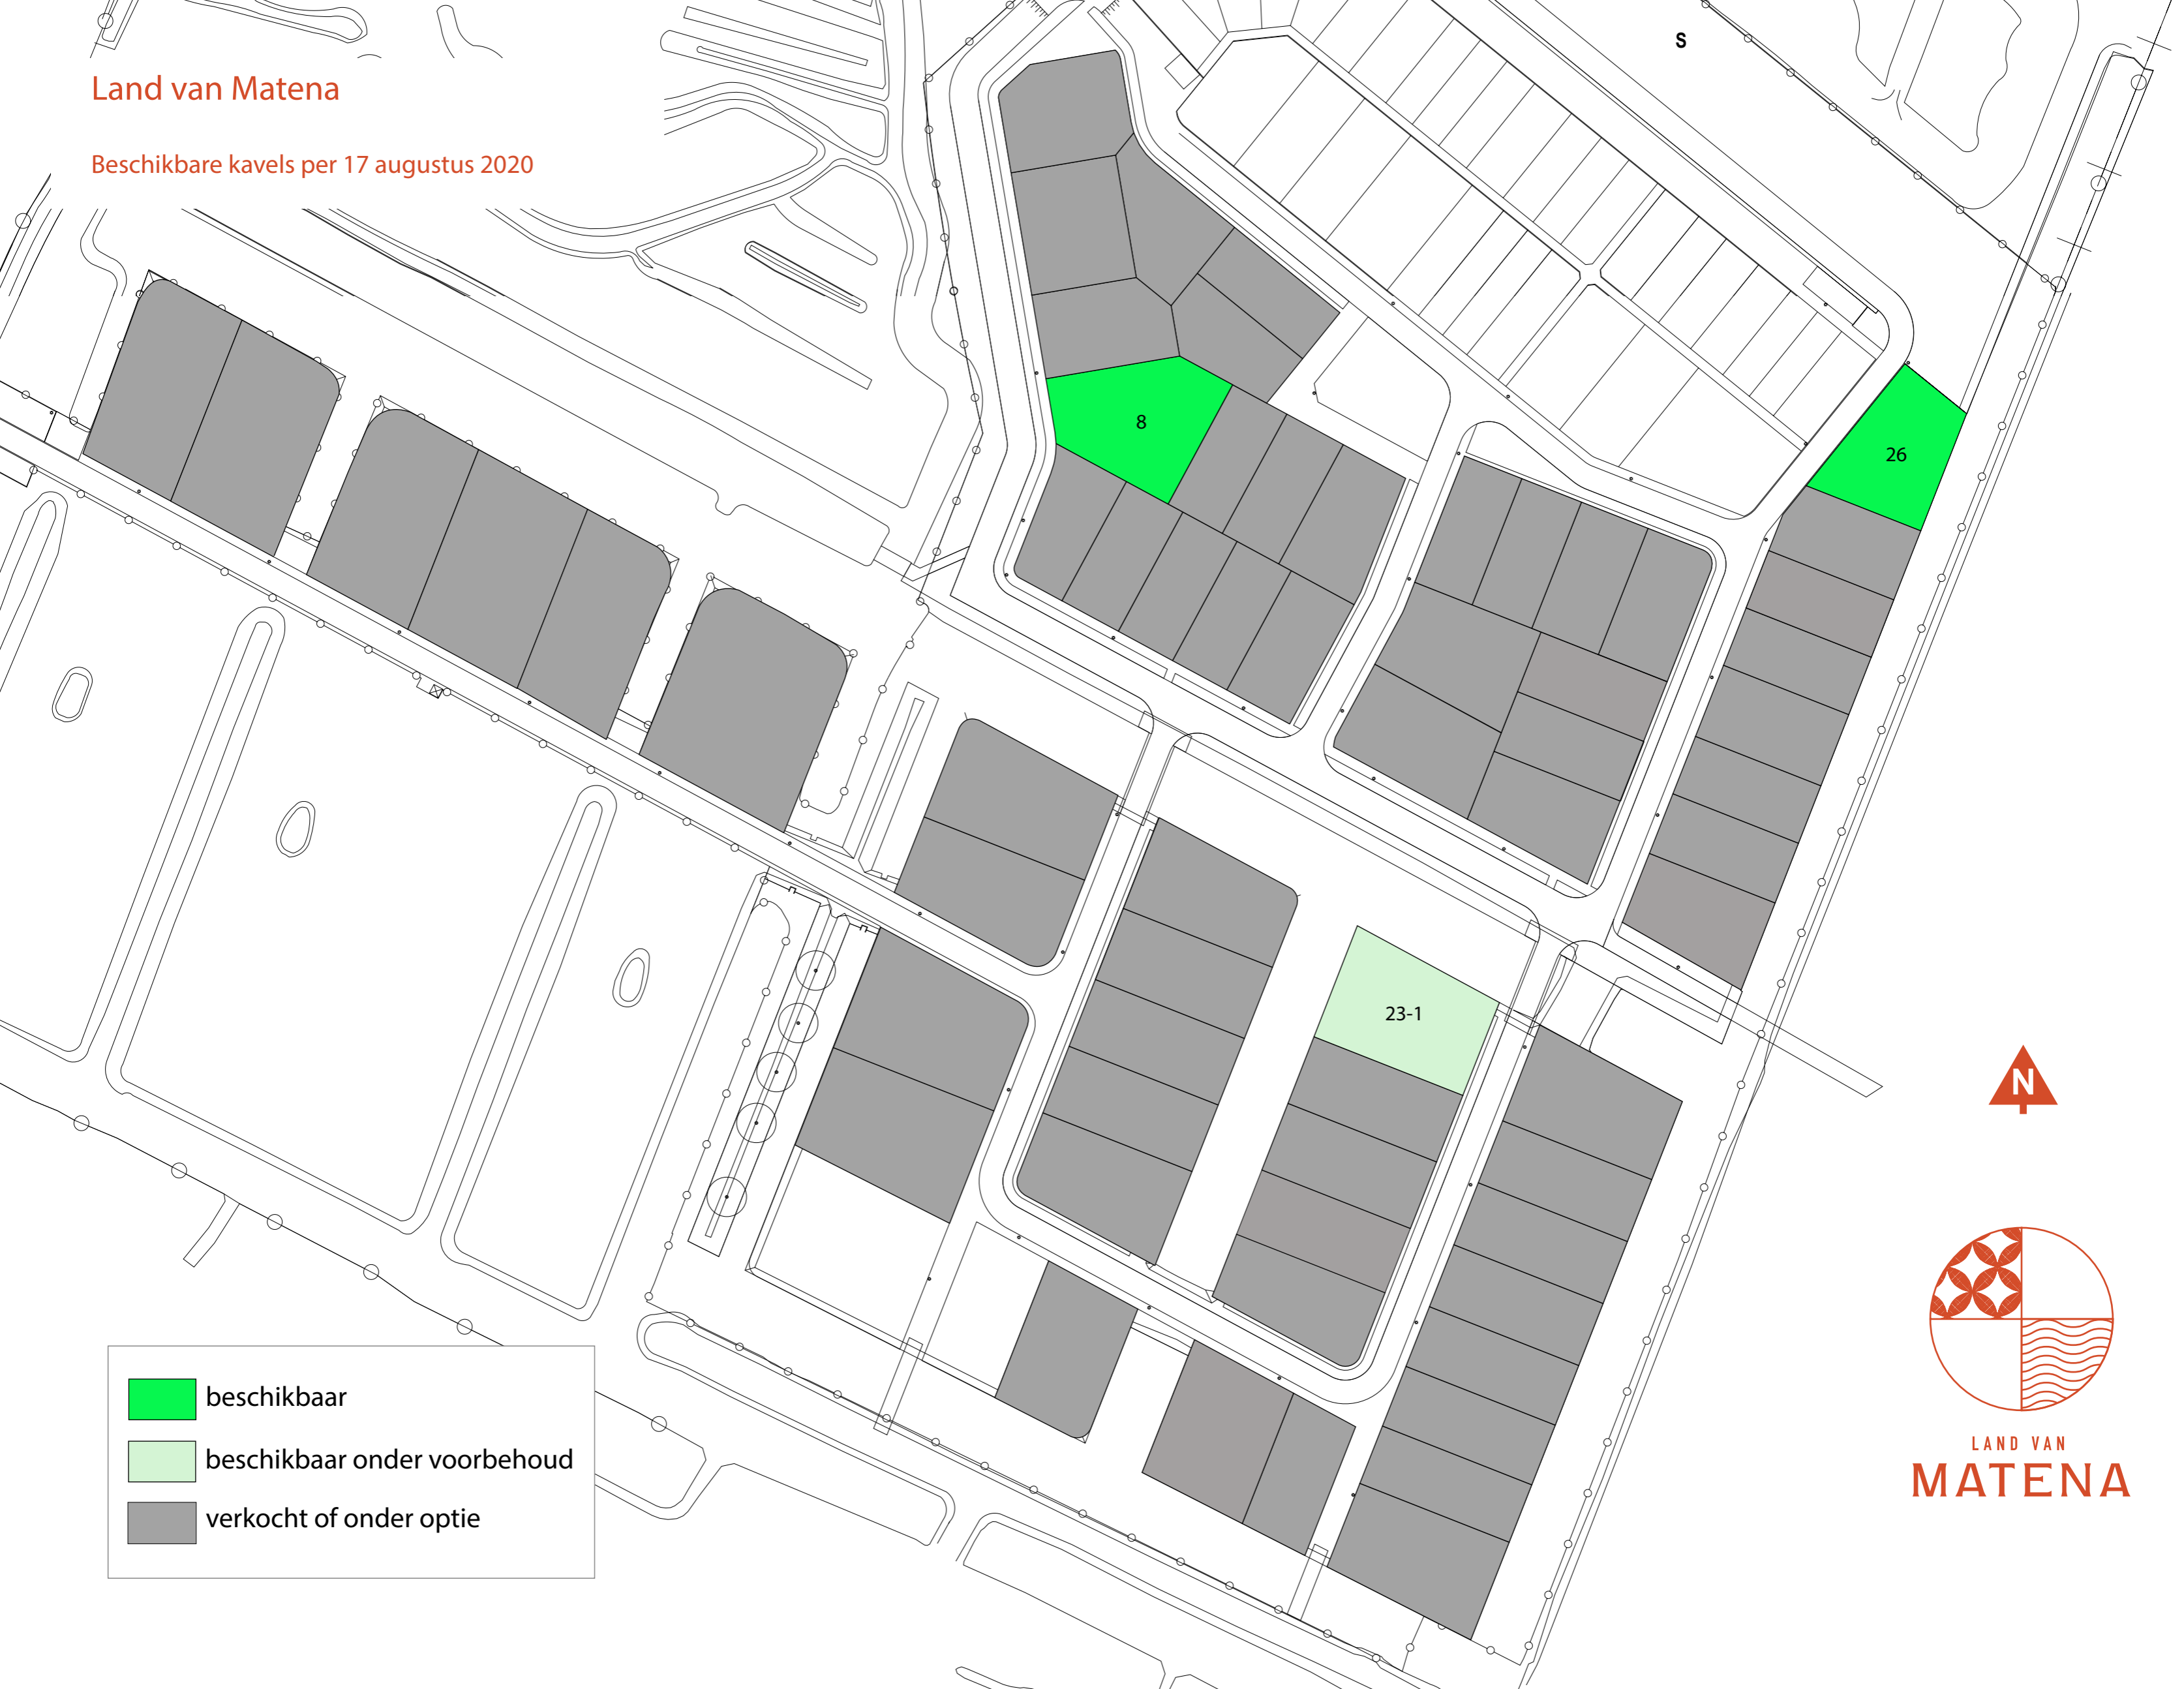 Land van Matena
Beschikbare kavels per 17 augustus 2020
S
8
26
23-1
N
beschikbaar
beschikbaar onder voorbehoud
verkocht of onder optie
LAND VAN
MATENA